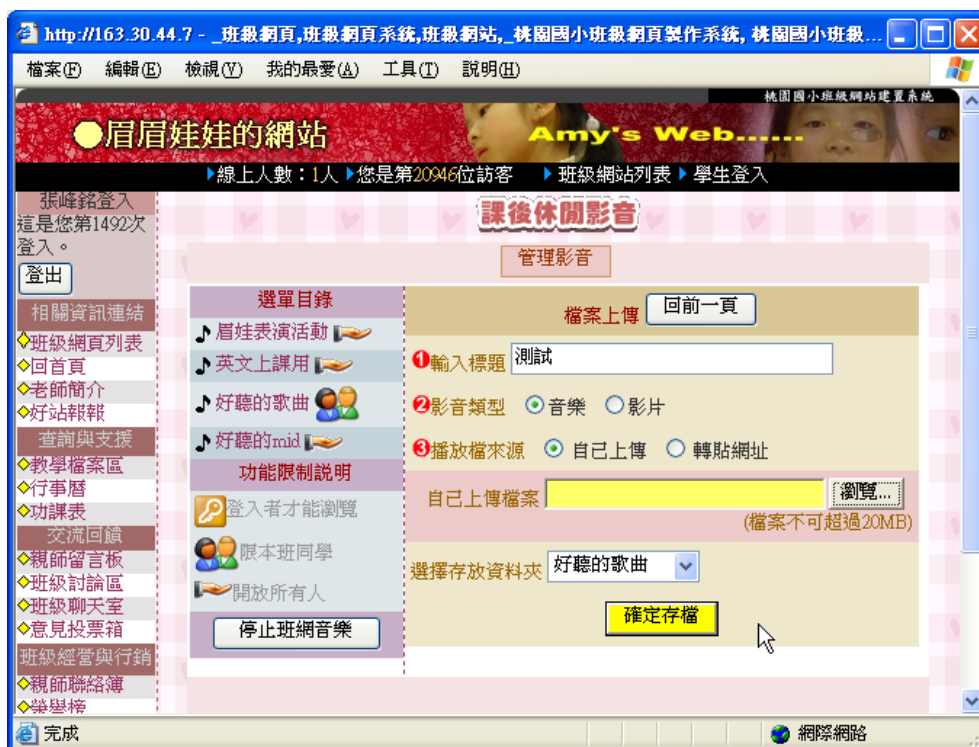 http://163.30.44.7 - _班級網頁,班級網頁系統,班級網站,_桃園國小班級網頁製作系統, 桃園國小班級...
檔案(F) 編輯(E) 檢視(V) 我的最愛(A) 工具(T) 說明(H)
桃園國小班級網站建置系統
眉眉娃娃的網站 Amy's Web......
線上人數：1人 您是第20946位訪客 班級網站列表 學生登入
張峰銘登入
這是您第1492次
登入。
登出
相關資訊連結
班級網頁列表
回首頁
老師簡介
好站報報
查詢與支援
教學檔案區
行事曆
功課表
交流回饋
親師留言板
班級討論區
班級聊天室
意見投票箱
班級經營與行銷
親師聯絡簿
榮譽榜
課後休閒影音
管理影音
選單目錄
眉娃表演活動
英文上課用
好聽的歌曲
好聽的mid
功能限制説明
登入者才能瀏覽
限本班同學
開放所有人
停止班網音樂
檔案上傳 回前一頁
1輸入標題 測試
2影音類型 音樂 影片
3播放檔來源 自己上傳 轉貼網址
自己上傳檔案 瀏覽...
(檔案不可超過20MB)
選擇存放資料夾 好聽的歌曲
確定存檔
完成 網際網路